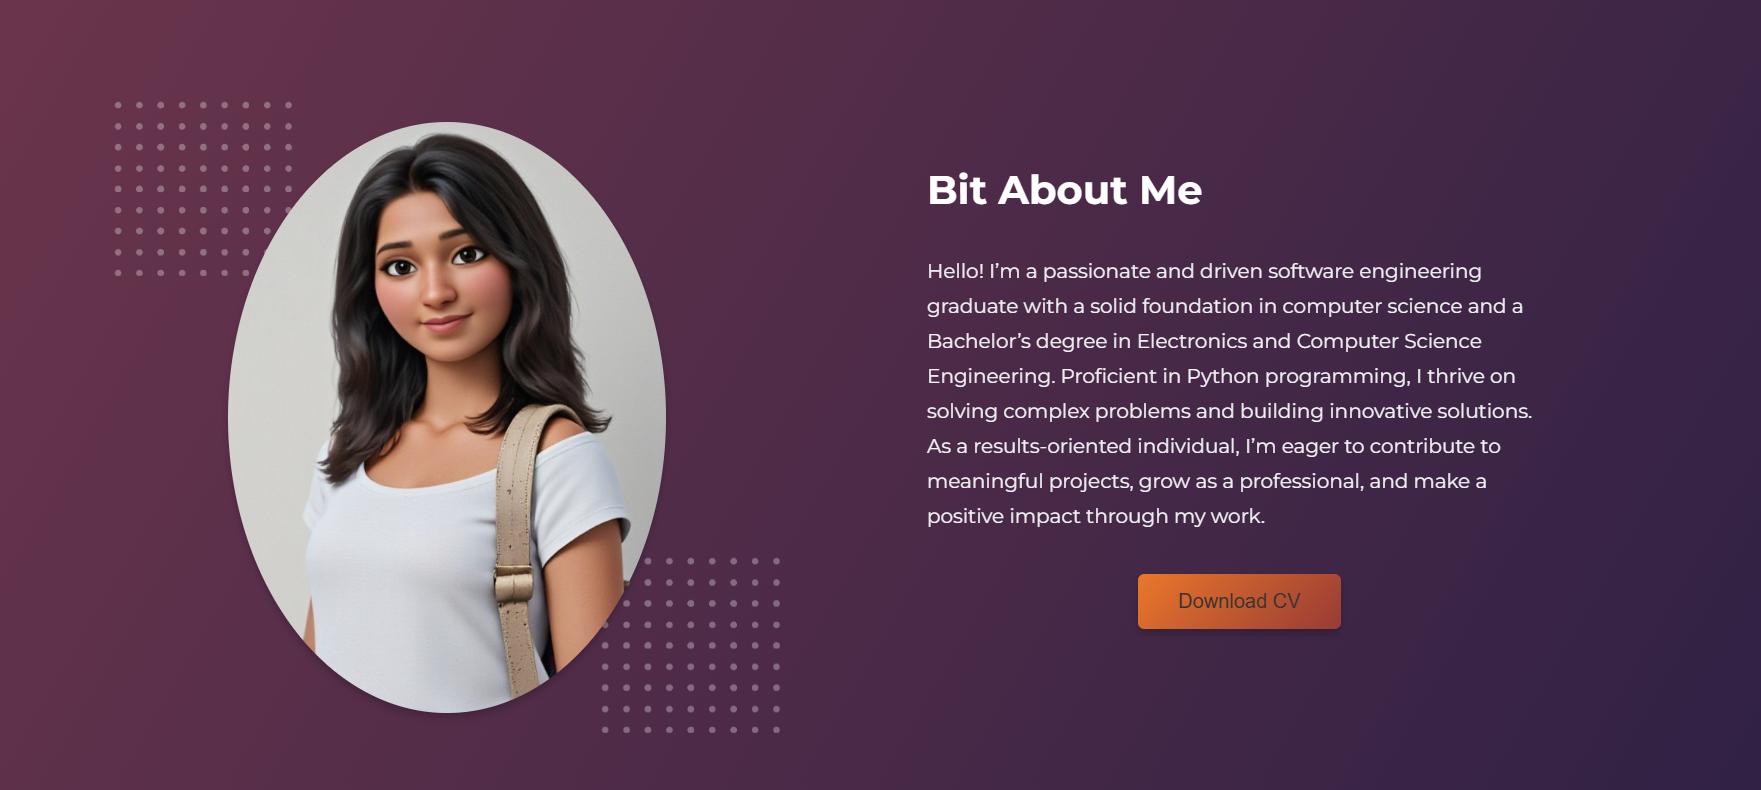 Bit About Me
Hello! I’m a passionate and driven software engineering
graduate with a solid foundation in computer science and a
Bachelor’s degree in Electronics and Computer Science
Engineering. Proficient in Python programming, I thrive on
solving complex problems and building innovative solutions.
As a results-oriented individual, I’m eager to contribute to
meaningful projects, grow as a professional, and make a
positive impact through my work.
Download CV